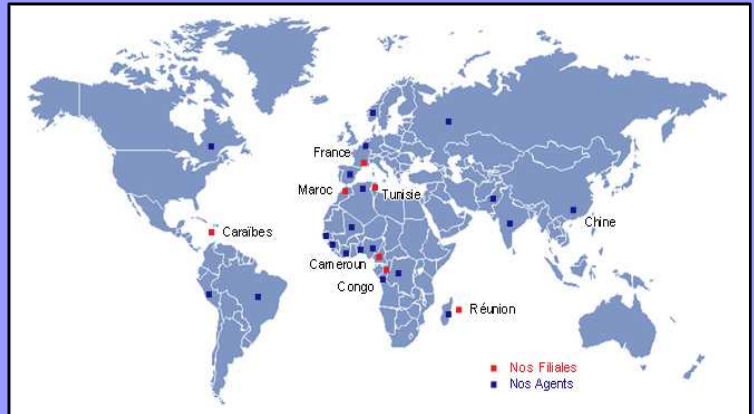 France
Maroc
Tunisie
Chine
Caraïbes
Cameroun
Congo
Réunion
Nos Filiales
Nos Agents